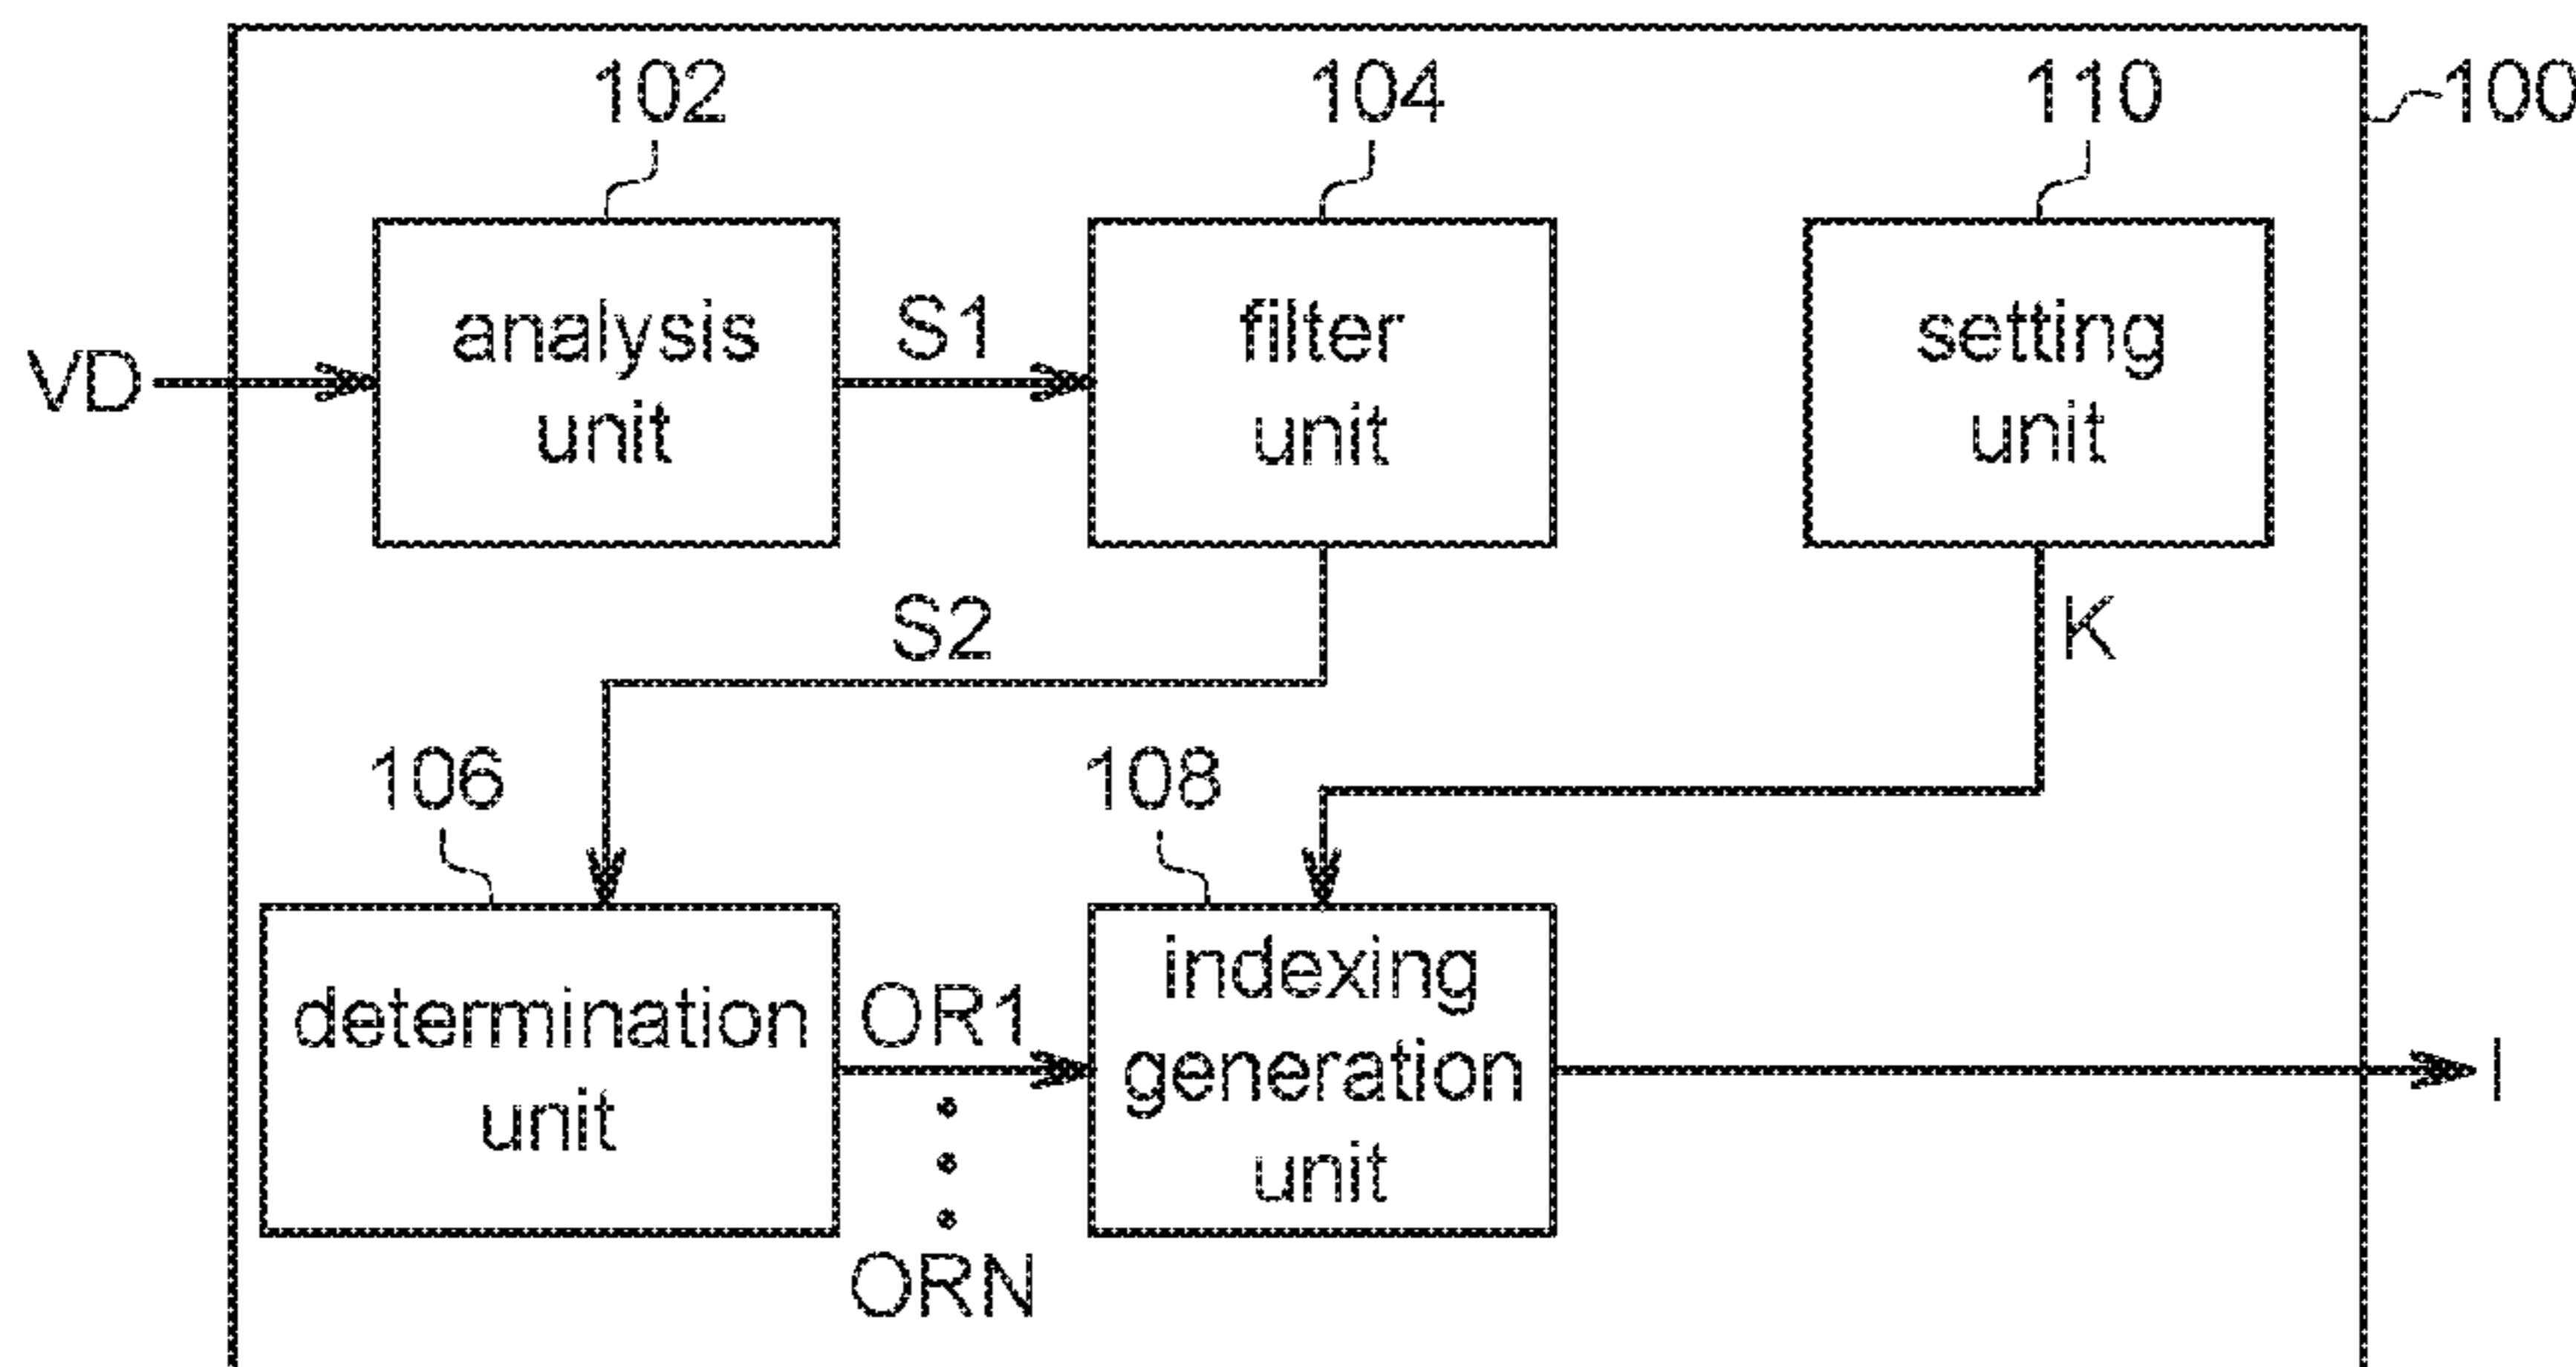 102
104
110
100
VD
analysis
unit
S1
filter
unit
setting
unit
S2
K
106
108
determination
unit
OR1
ORN
indexing
generation
unit
I